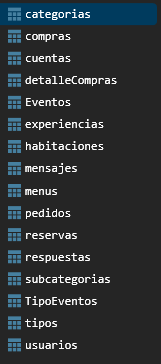 categorias
compras
cuentas
detalleCompras
Eventos
experiencias
habitaciones
mensajes
menus
pedidos
reservas
respuestas
subcategorias
TipoEventos
tipos
usuarios